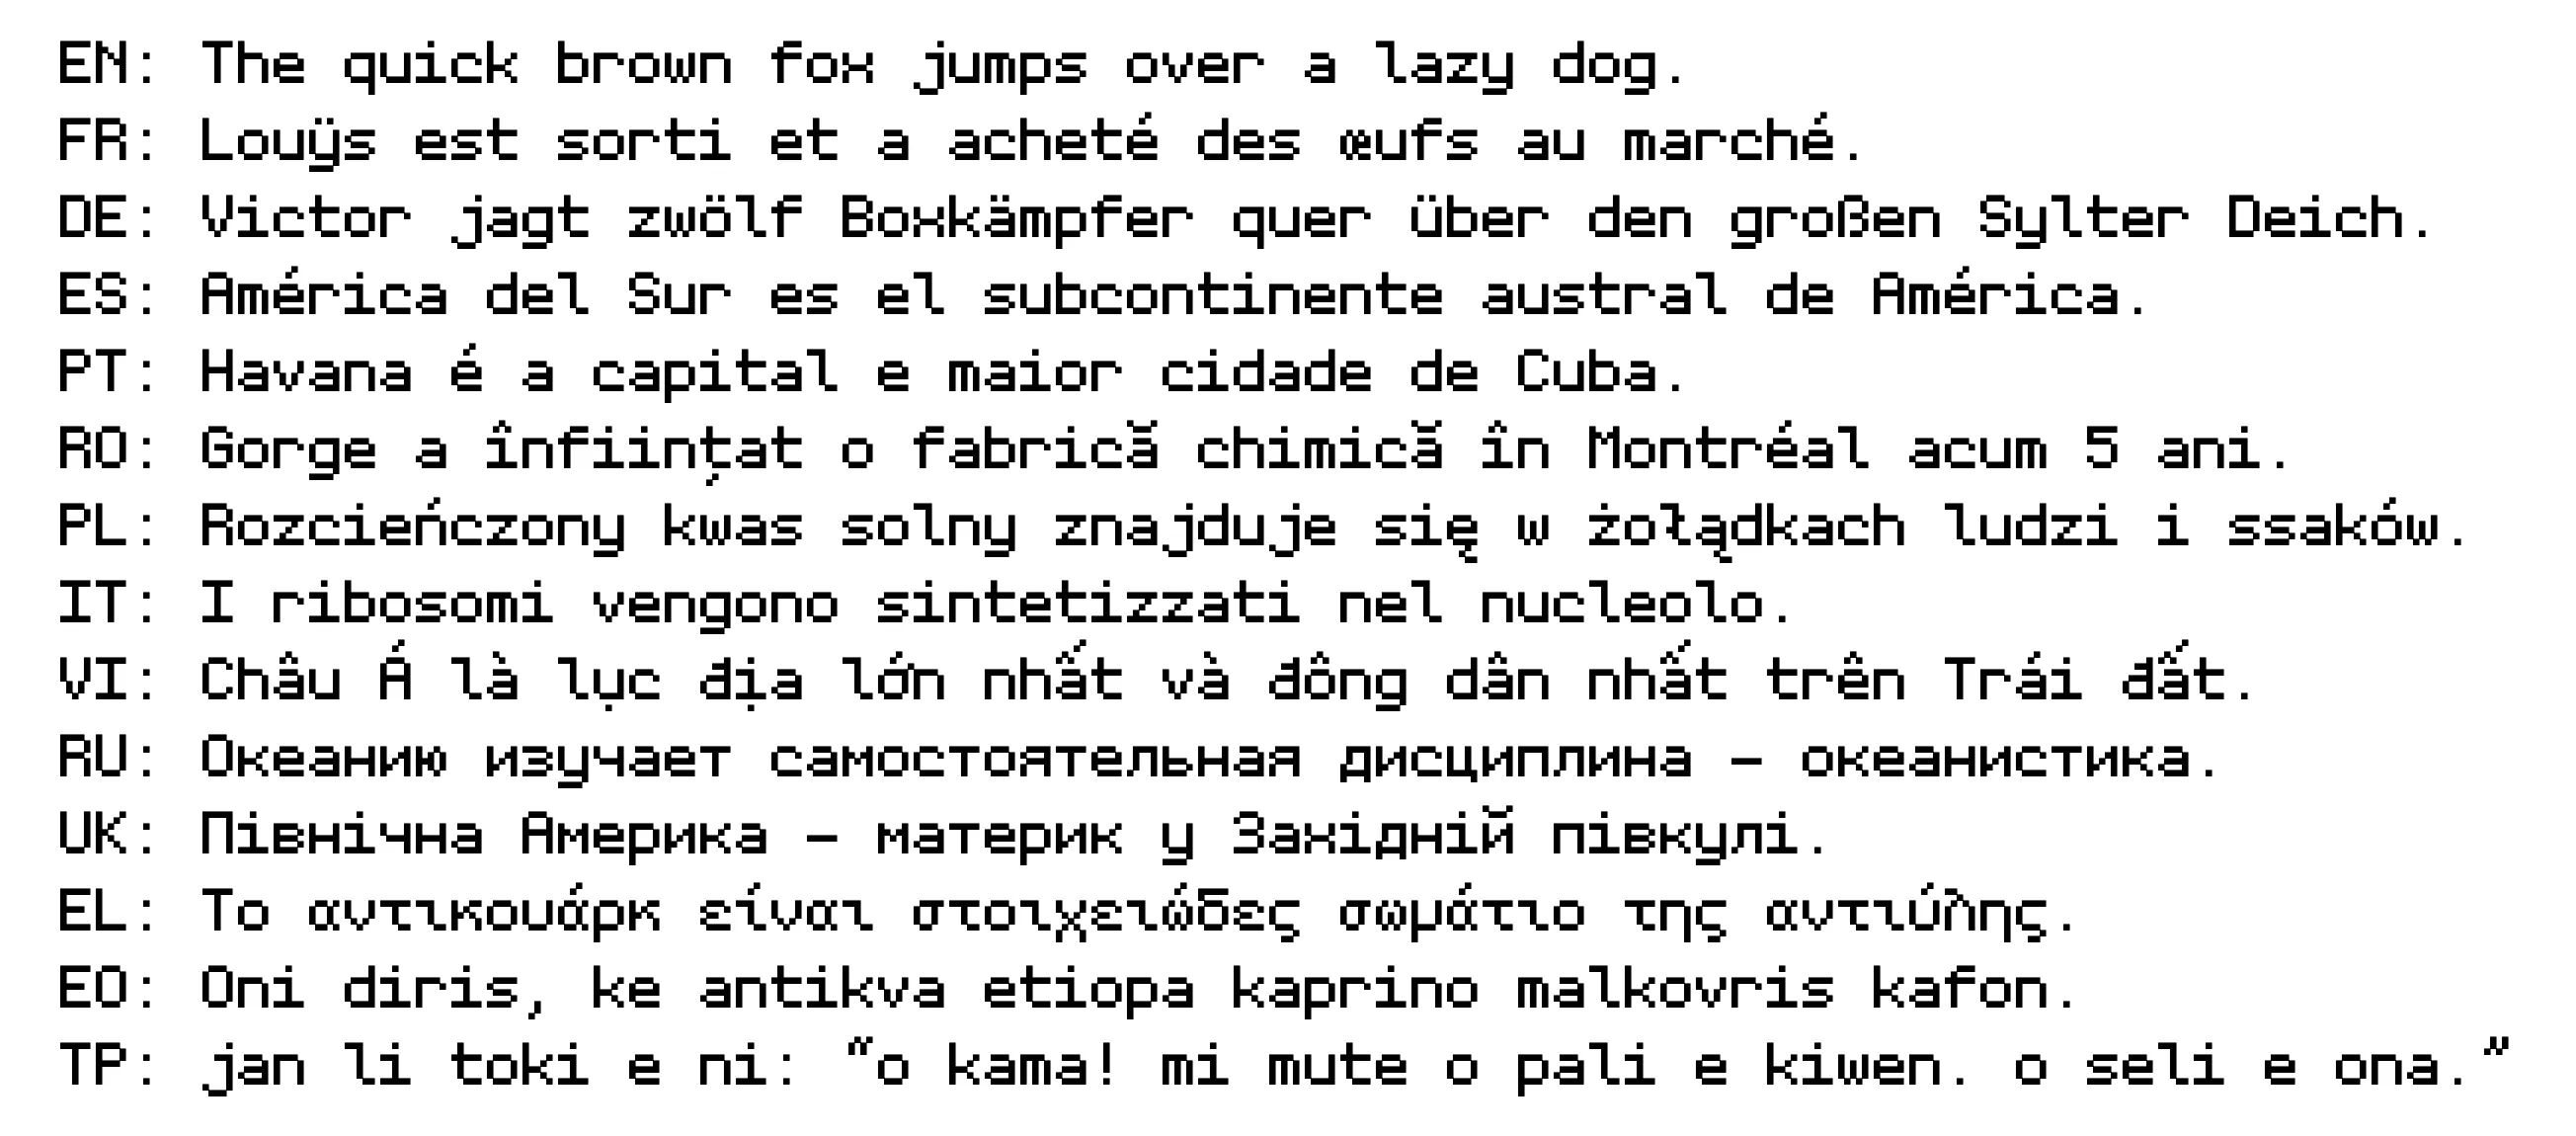 EN: The quick brown fox jumps over a lazy dog.
FR: Louÿs est sorti et a acheté des œufs au marché.
DE: Victor jagt zwölf Boxkämpfer quer über den großen Sylter Deich.
ES: América del Sur es el subcontinente austral de América.
PT: Havana é a capital e maior cidade de Cuba.
RO: Gorge a înființat o fabrică chimică în Montréal acum 5 ani.
PL: Rozcieńczony kwas solny znajduje się w żołądkach ludzi i ssaków.
IT: I ribosomi vengono sintetizzati nel nucleolo.
VI: Châu Á là lục địa lớn nhất và đông dân nhất trên Trái đất.
RU: Океанию изучает самостоятельная дисциплина – океанистика.
UK: Північна Америка – материк у Західній півкулі.
EL: Το αντικουάρκ είναι στοιχειώδες σωμάτιο της αντιύλης.
EO: Oni diris, ke antikva etiopa kaprino malkovris kafon.
TP: jan li toki e ni: “o kama! mi mute o pali e kiwen. o seli e ona.”